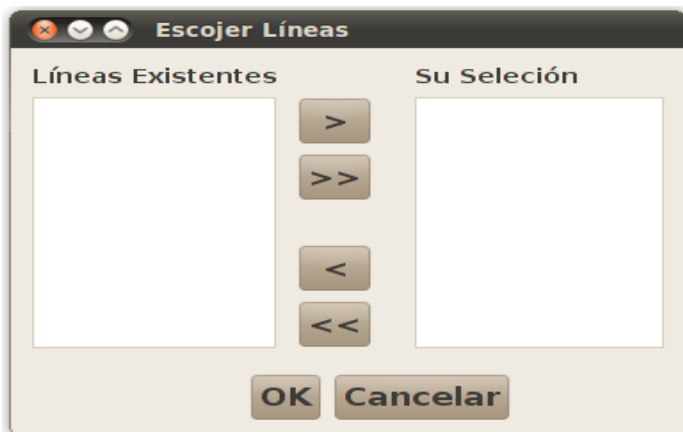 Escojer Líneas
Líneas Existentes
Su Seleción
>
>>
<
<<
OK
Cancelar